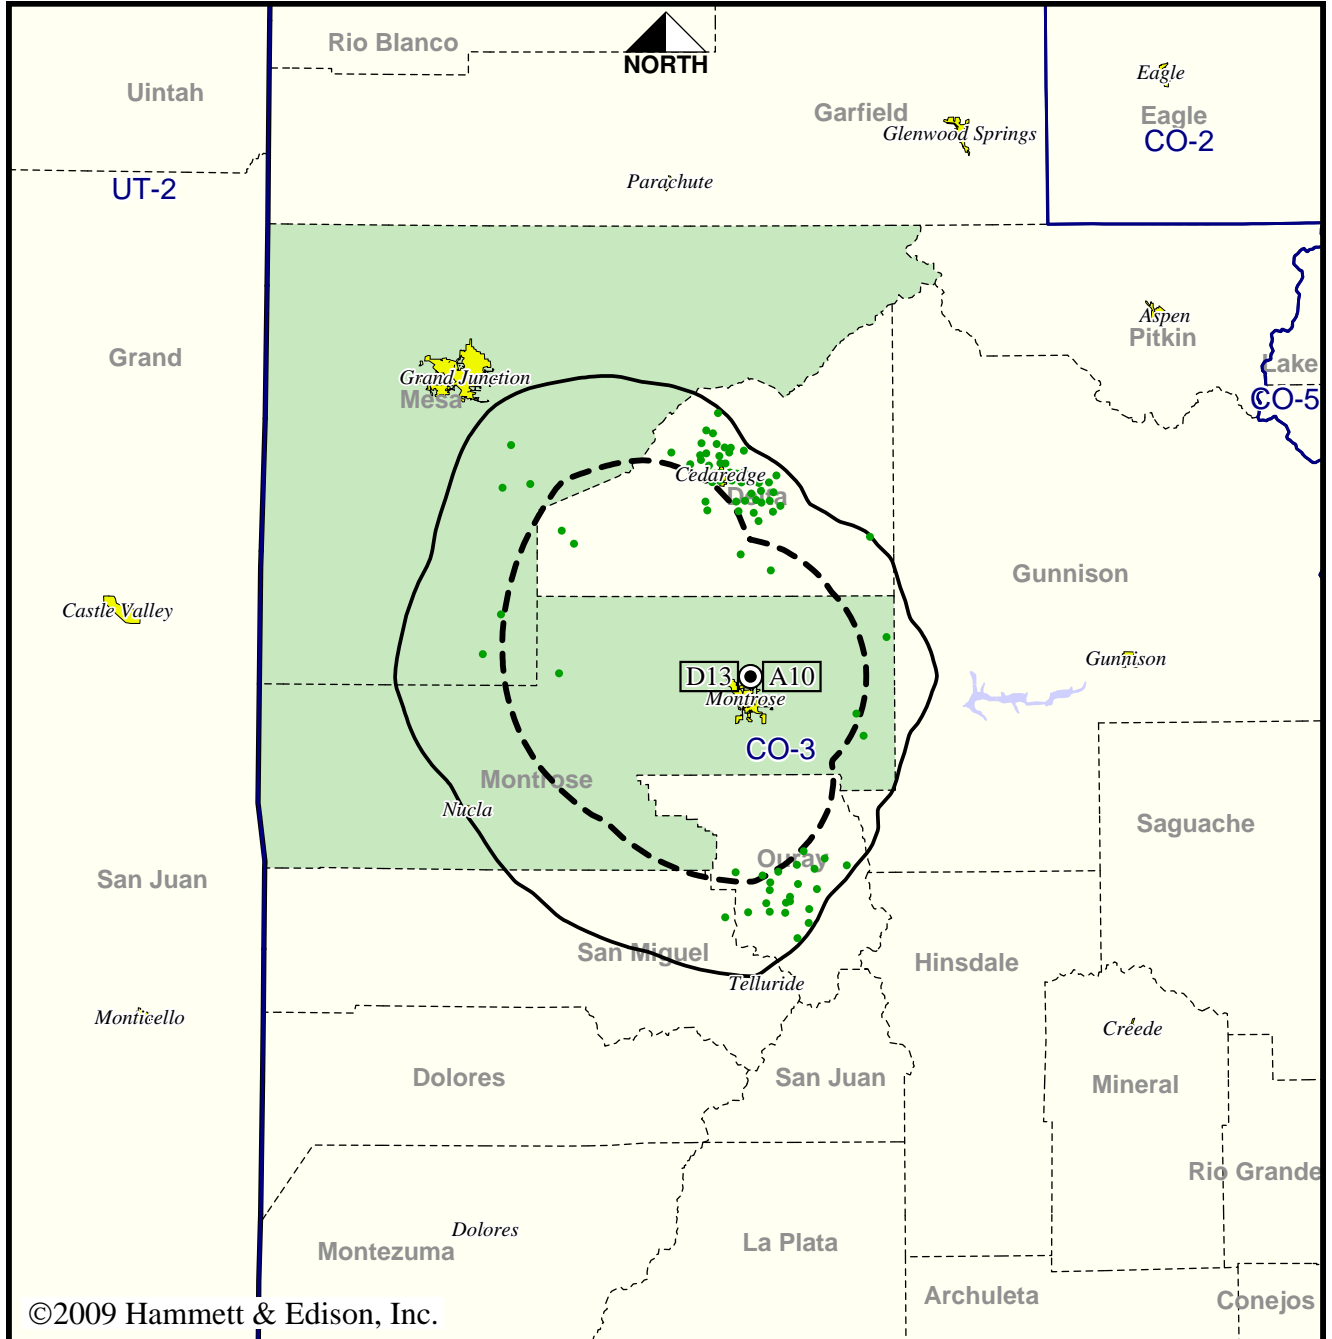 Rio Blanco
NORTH
Eagle
Uintah
Garfield
Eagle
Glenwood Springs
CO-2
UT-2
Parachute
Aspen
Pitkin
Grand
Lake
Grand Junction
Mesa
CO-5
Cedaredge
Delta
Gunnison
Castle Valley
Gunnison
D13
A10
Montrose
CO-3
Montrose
Nucla
Saguache
Ouray
San Juan
San Miguel
Hinsdale
Telluride
Monticello
Creede
Dolores
San Juan
Mineral
Rio Grande
Dolores
La Plata
Montezuma
Archuleta
Conejos
©2009 Hammett & Edison, Inc.